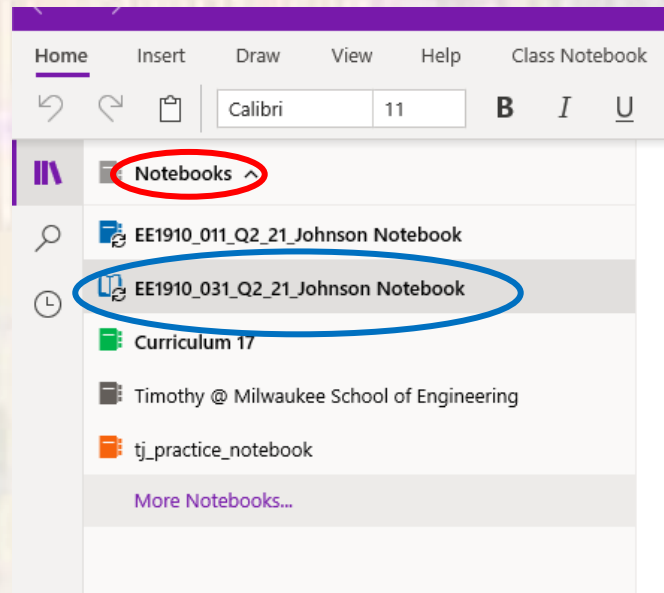 Home Insert Draw View Help Class Notebook
Calibri 11 B I U
Notebooks
EE1910_011_Q2_21_Johnson Notebook
EE1910_031_Q2_21_Johnson Notebook
Curriculum 17
Timothy @ Milwaukee School of Engineering
tj_practice_notebook
More Notebooks...